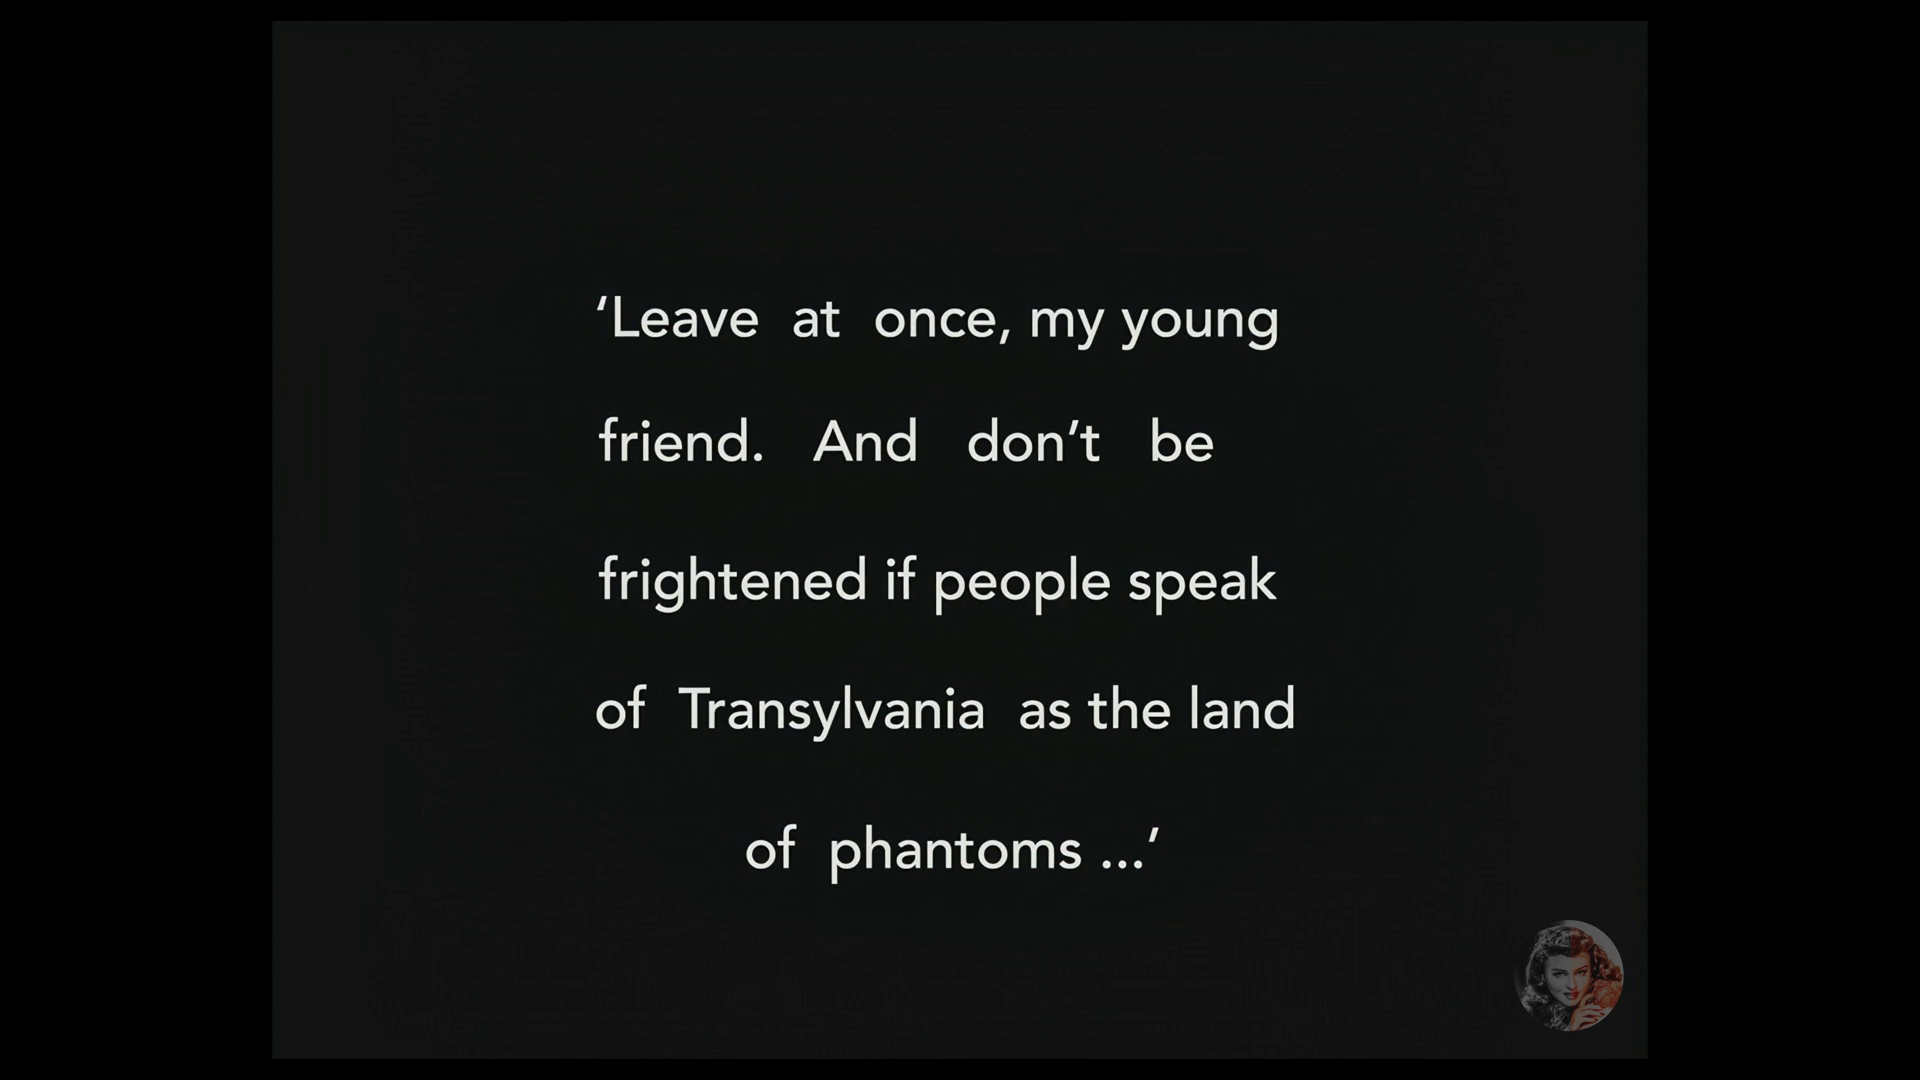 ‘Leave at once, my young
friend. And don’t be
frightened if people speak
of Transylvania as the land
of phantoms ...’